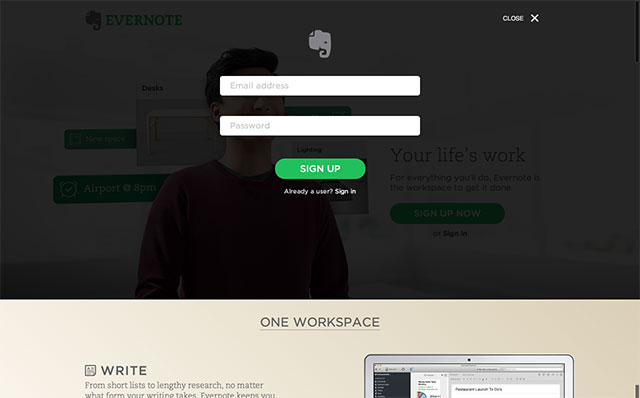 EVERNOTE
CLOSE
Email address
Password
SIGN UP
Already a user? Sign in
Desks
New space
Lighting
Airport @ 8pm
Your life's work
For everything you'll do, Evernote is
the workspace to get it done.
SIGN UP NOW
or Sign in
ONE WORKSPACE
WRITE
From short lists to lengthy research, no matter
what form your writing takes, Evernote keeps you
Restaurant Launch To Do's